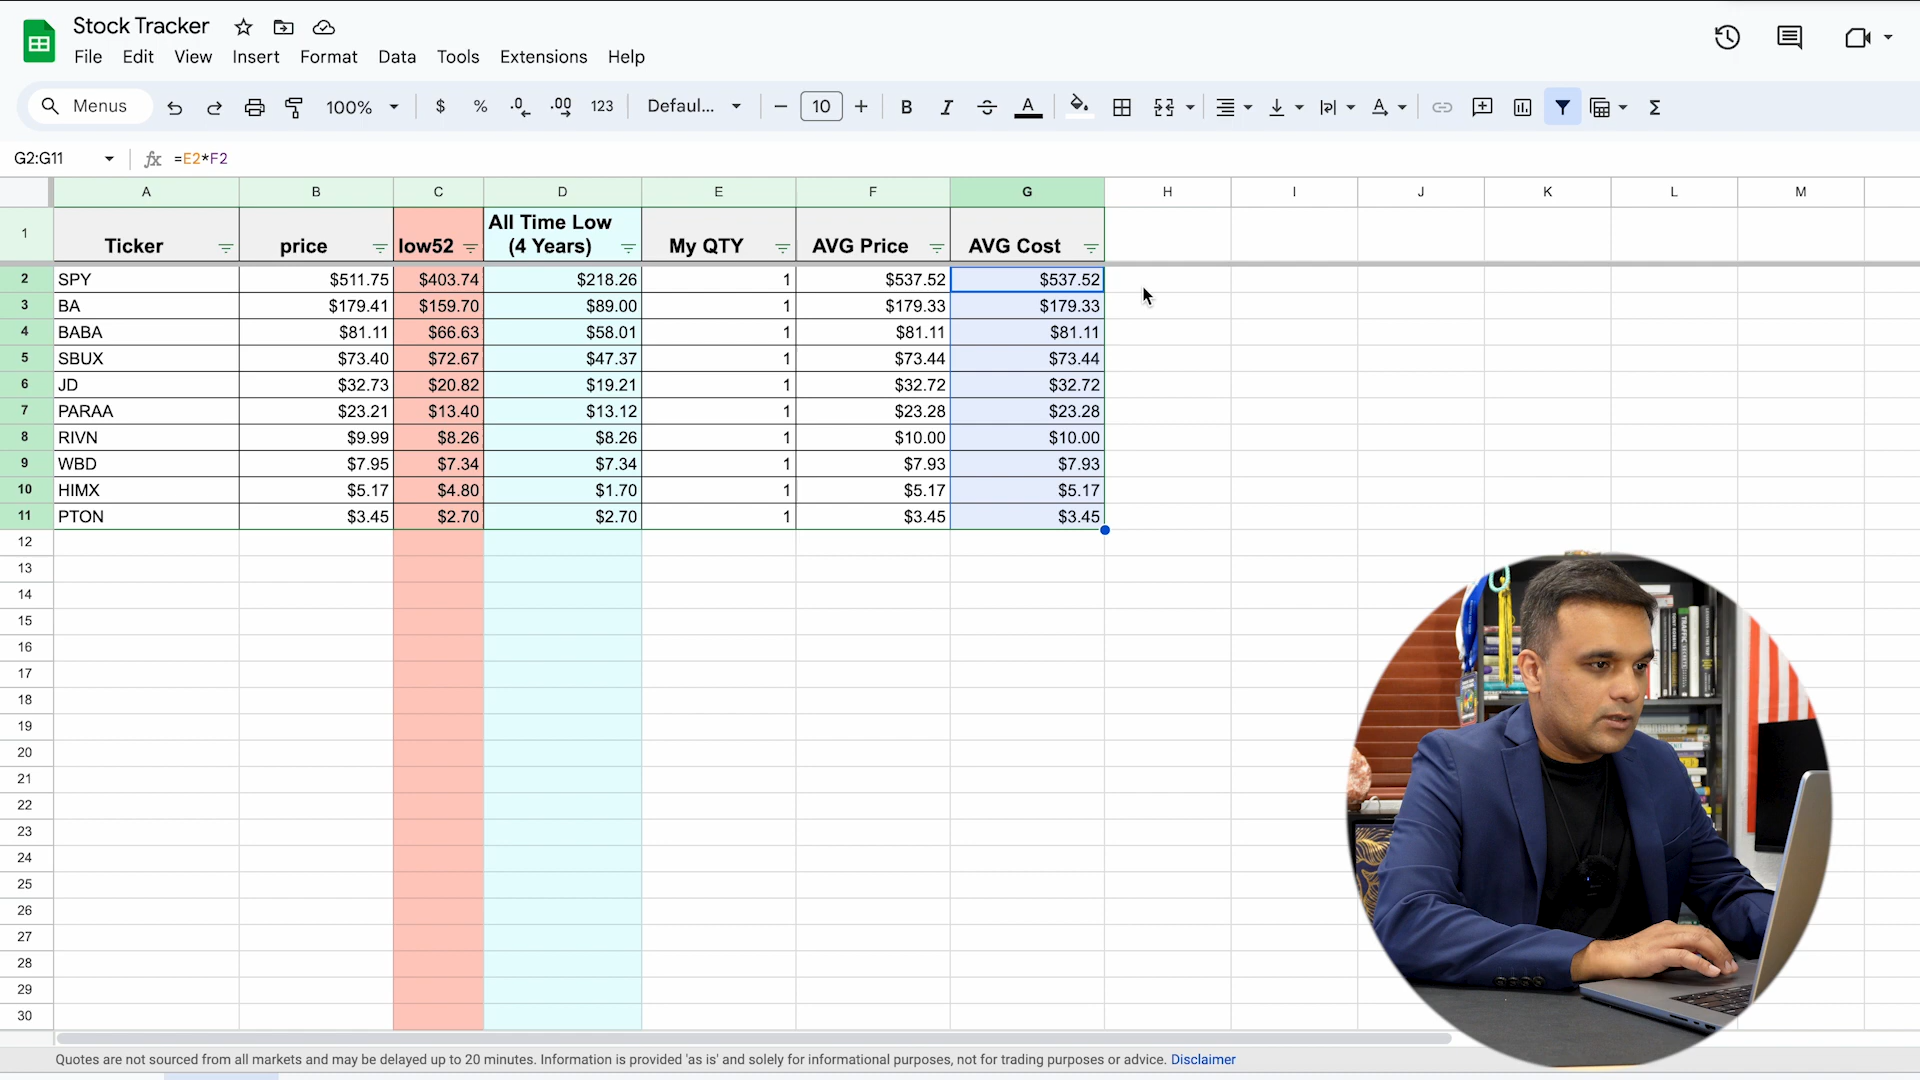 Stock Tracker
File Edit View Insert Format Data Tools Extensions Help
Menus 100% $ % .0 .00 123 Defaul... 10 B I S A A Σ
G2:G11 fx =E2*F2
A B C D E F G H I J K L M
1 Ticker price low52 All Time Low (4 Years) My QTY AVG Price AVG Cost
2 SPY $511.75 $403.74 $218.26 1 $537.52 $537.52
3 BA $179.41 $159.70 $89.00 1 $179.33 $179.33
4 BABA $81.11 $66.63 $58.01 1 $81.11 $81.11
5 SBUX $73.40 $72.67 $47.37 1 $73.44 $73.44
6 JD $32.73 $20.82 $19.21 1 $32.72 $32.72
7 PARAA $23.21 $13.40 $13.12 1 $23.28 $23.28
8 RIVN $9.99 $8.26 $8.26 1 $10.00 $10.00
9 WBD $7.95 $7.34 $7.34 1 $7.93 $7.93
10 HIMX $5.17 $4.80 $1.70 1 $5.17 $5.17
11 PTON $3.45 $2.70 $2.70 1 $3.45 $3.45
12
13
14
15
16
17
18
19
20
21
22
23
24
25
26
27
28
29
30
TRAFFIC SECRETS
Quotes are not sourced from all markets and may be delayed up to 20 minutes. Information is provided 'as is' and solely for informational purposes, not for trading purposes or advice. Disclaimer